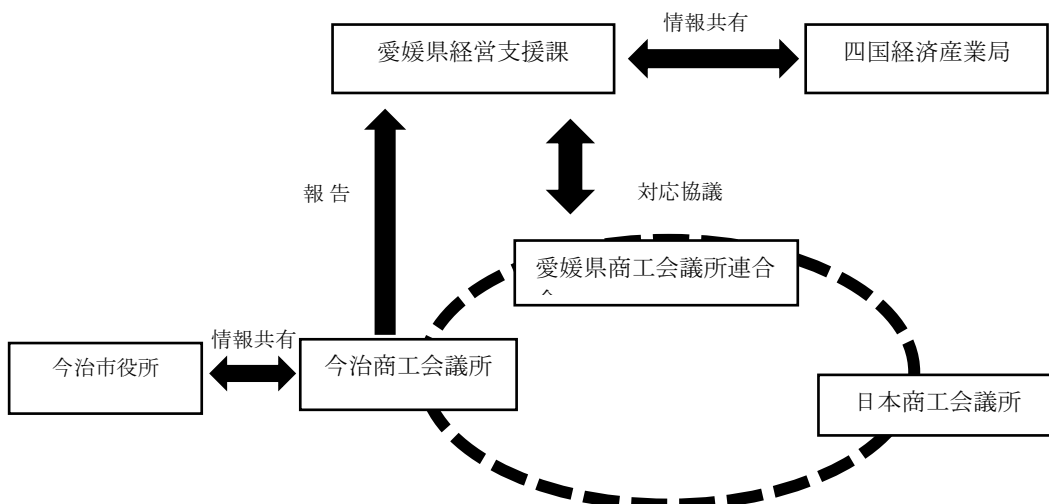 情報共有
愛媛県経営支援課
四国経済産業局
報 告
対応協議
愛媛県商工会議所連合
情報共有
今治市役所
今治商工会議所
日本商工会議所